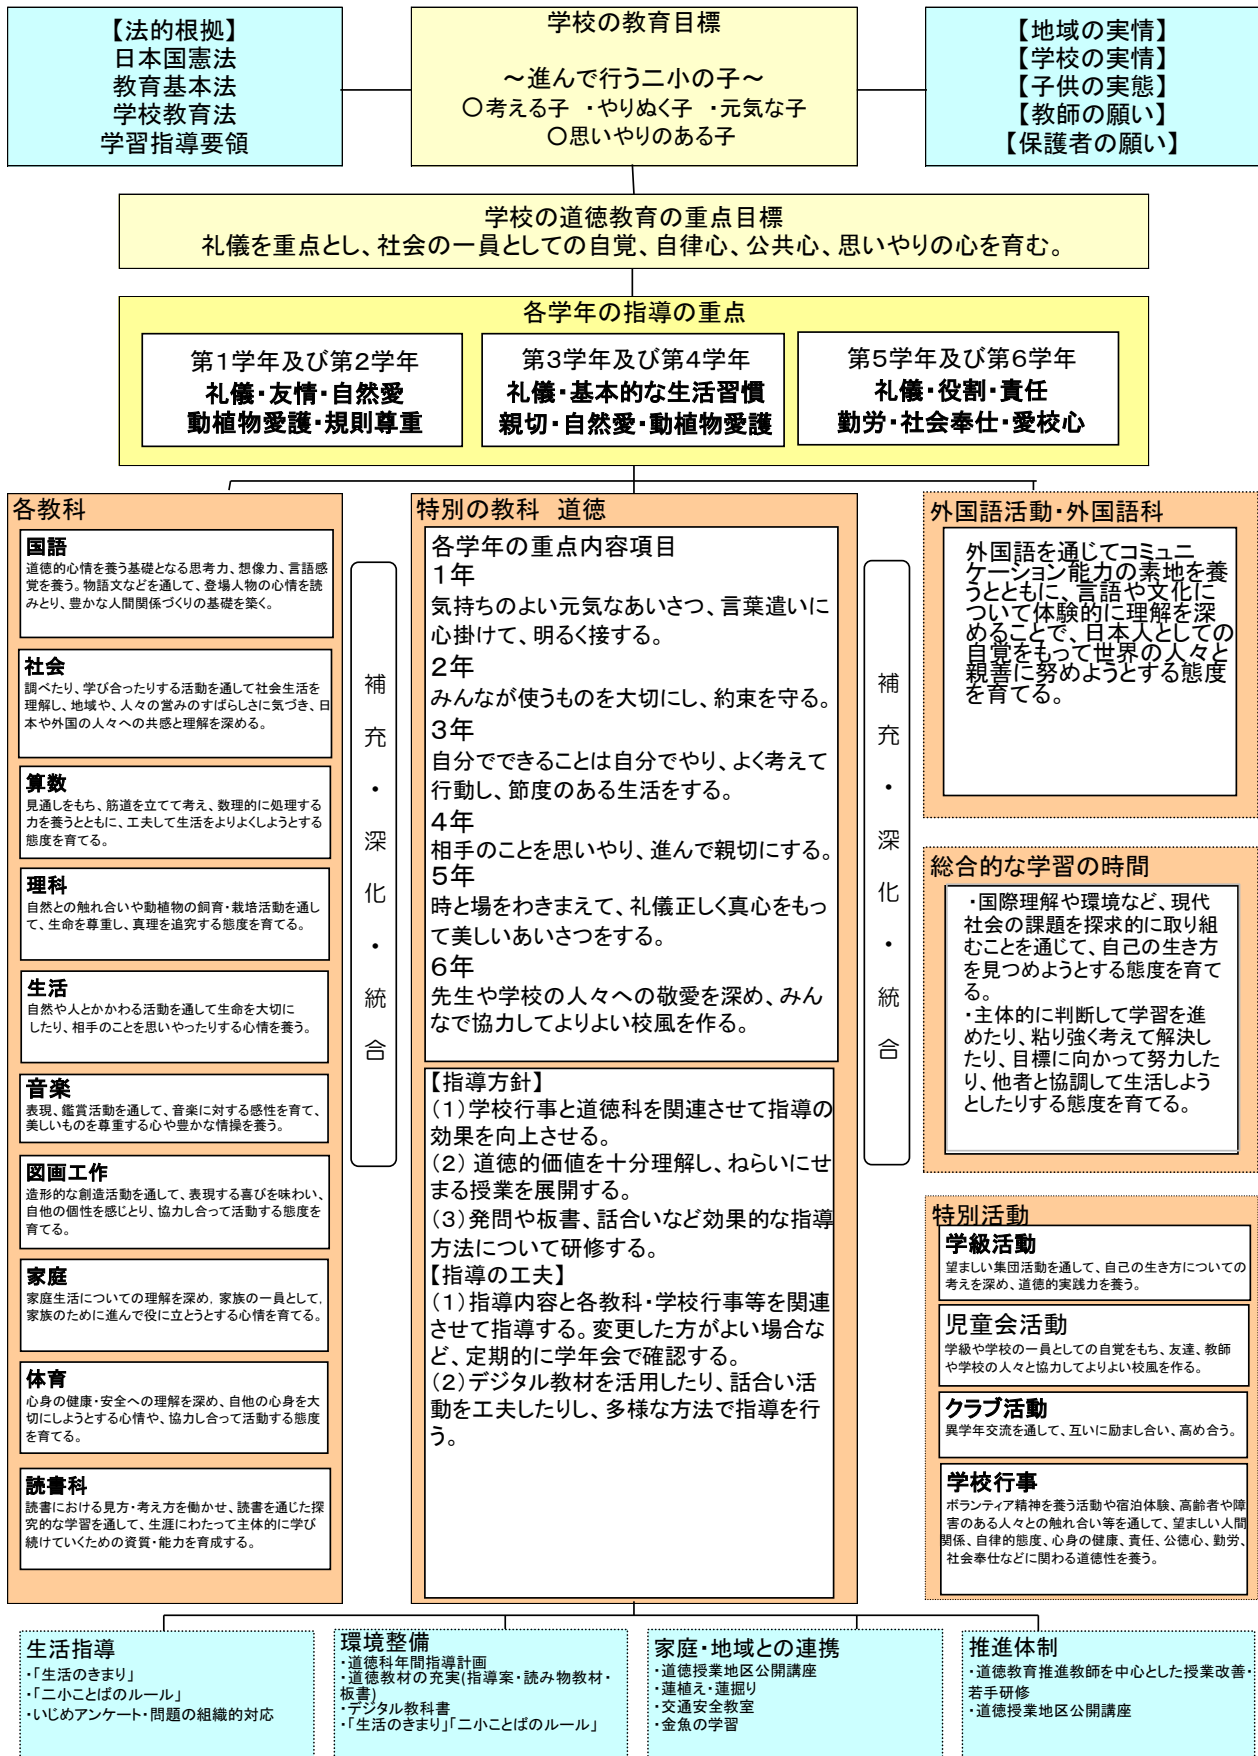 【法的根拠】
日本国憲法
教育基本法
学校教育法
学習指導要領
学校の教育目標
～進んで行う二小の子～
○考える子　・やりぬく子　・元気な子
○思いやりのある子
【地域の実情】
【学校の実情】
【子供の実態】
【教師の願い】
【保護者の願い】
学校の道徳教育の重点目標
礼儀を重点とし、社会の一員としての自覚、自律心、公共心、思いやりの心を育む。
各学年の指導の重点
第１学年及び第２学年
礼儀・友情・自然愛
動植物愛護・規則尊重
第３学年及び第４学年
礼儀・基本的な生活習慣
親切・自然愛・動植物愛護
第５学年及び第６学年
礼儀・役割・責任
勤労・社会奉仕・愛校心
各教科
国語
道徳的心情を養う基礎となる思考力、想像力、言語感
覚を養う。物語文などを通して、登場人物の心情を読
みとり、豊かな人間関係づくりの基礎を築く。
社会
調べたり、学び合ったりする活動を通して社会生活を
理解し、地域や、人々の営みのすばらしさに気づき、日
本や外国の人々への共感と理解を深める。
算数
見通しをもち、筋道を立てて考え、数理的に処理する
力を養うとともに、工夫して生活をよりよくしようとする
態度を育てる。
理科
自然との触れ合いや動植物の飼育・栽培活動を通し
て、生命を尊重し、真理を追究する態度を育てる。
生活
自然や人とかかわる活動を通して生命を大切に
したり、相手のことを思いやったりする心情を養う。
音楽
表現、鑑賞活動を通して、音楽に対する感性を育て、
美しいものを尊重する心や豊かな情操を養う。
図画工作
造形的な創造活動を通して、表現する喜びを味わい、
自他の個性を感じとり、協力し合って活動する態度を
育てる。
家庭
家庭生活についての理解を深め，家族の一員として，
家族のために進んで役に立とうとする心情を育てる。
体育
心身の健康・安全への理解を深め、自他の心身を大
切にしようとする心情や、協力し合って活動する態度
を育てる。
読書科
読書における見方・考え方を働かせ、読書を通じた探
究的な学習を通して、生涯にわたって主体的に学び
続けていくための資質・能力を育成する。
補充・深化・統合
特別の教科　道徳
各学年の重点内容項目
１年
気持ちのよい元気なあいさつ、言葉遣いに
心掛けて、明るく接する。
２年
みんなが使うものを大切にし、約束を守る。
３年
自分でできることは自分でやり、よく考えて
行動し、節度のある生活をする。
４年
相手のことを思いやり、進んで親切にする。
５年
時と場をわきまえて、礼儀正しく真心をもっ
て美しいあいさつをする。
６年
先生や学校の人々への敬愛を深め、みん
なで協力してよりよい校風を作る。
【指導方針】
（１）学校行事と道徳科を関連させて指導の
効果を向上させる。
（２）道徳的価値を十分理解し、ねらいにせ
まる授業を展開する。
（３）発問や板書、話合いなど効果的な指導
方法について研修する。
【指導の工夫】
（１）指導内容と各教科・学校行事等を関連
させて指導する。変更した方がよい場合な
ど、定期的に学年会で確認する。
（２）デジタル教材を活用したり、話合い活
動を工夫したりし、多様な方法で指導を行
う。
補充・深化・統合
外国語活動・外国語科
外国語を通じてコミュニ
ケーション能力の素地を養
うとともに、言語や文化に
ついて体験的に理解を深
めることで、日本人としての
自覚をもって世界の人々と
親善に努めようとする態度
を育てる。
総合的な学習の時間
・国際理解や環境など、現代
社会の課題を探求的に取り組
むことを通じて、自己の生き方
を見つめようとする態度を育て
る。
・主体的に判断して学習を進
めたり、粘り強く考えて解決し
たり、目標に向かって努力した
り、他者と協調して生活しよう
としたりする態度を育てる。
特別活動
学級活動
望ましい集団活動を通して、自己の生き方についての
考えを深め、道徳的実践力を養う。
児童会活動
学級や学校の一員としての自覚をもち、友達、教師
や学校の人々と協力してよりよい校風を作る。
クラブ活動
異学年交流を通して、互いに励まし合い、高め合う。
学校行事
ボランティア精神を養う活動や宿泊体験、高齢者や障
害のある人々との触れ合い等を通して、望ましい人間
関係、自律的態度、心身の健康、責任、公徳心、勤労、
社会奉仕などに関わる道徳性を養う。
生活指導
・「生活のきまり」
・「二小ことばのルール」
・いじめアンケート・問題の組織的対応
環境整備
・道徳科年間指導計画
・道徳教材の充実（指導案・読み物教材・
板書）
・デジタル教科書
・「生活のきまり」「二小ことばのルール」
家庭・地域との連携
・道徳授業地区公開講座
・蓮植え・蓮掘り
・交通安全教室
・金魚の学習
推進体制
・道徳教育推進教師を中心とした授業改善・
若手研修
・道徳授業地区公開講座